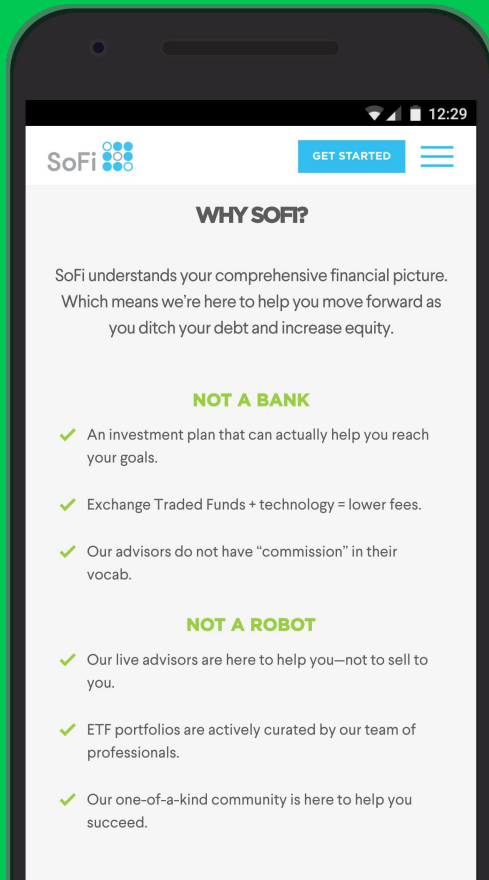 12:29
SoFi
GET STARTED
WHY SOFI?
SoFi understands your comprehensive financial picture.
Which means we’re here to help you move forward as
you ditch your debt and increase equity.
NOT A BANK
An investment plan that can actually help you reach
your goals.
Exchange Traded Funds + technology = lower fees.
Our advisors do not have “commission” in their
vocab.
NOT A ROBOT
Our live advisors are here to help you—not to sell to
you.
ETF portfolios are actively curated by our team of
professionals.
Our one-of-a-kind community is here to help you
succeed.